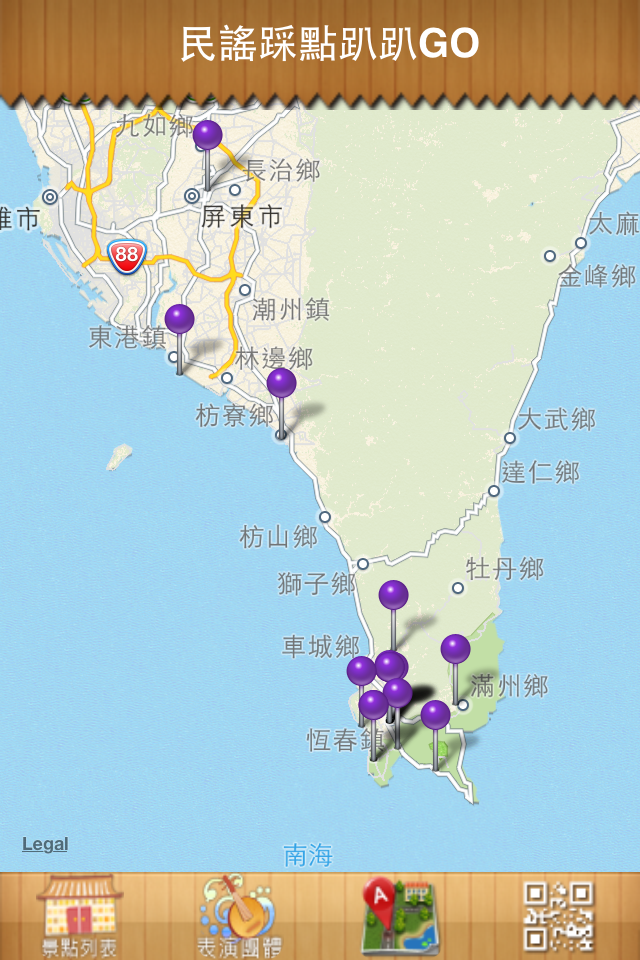 民謠踩點趴趴GO
九如鄉
長治鄉
屏東市
雄市
太麻
金峰鄉
88
潮州鎮
東港鎮
林邊鄉
枋寮鄉
大武鄉
達仁鄉
枋山鄉
獅子鄉
牡丹鄉
車城鄉
滿州鄉
恆春鎮
Legal
南海
景點列表
表演團體
A